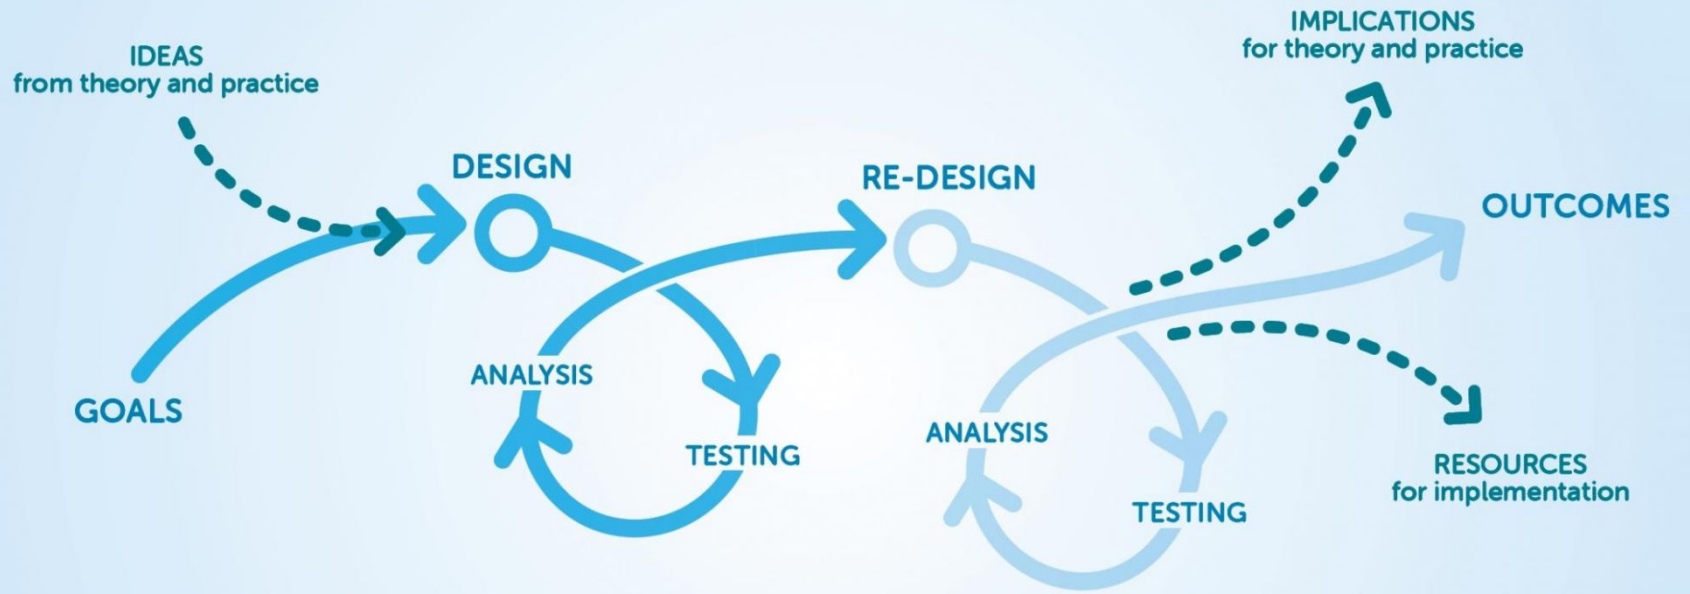 IDEAS
from theory and practice
GOALS
DESIGN
ANALYSIS
TESTING
RE-DESIGN
ANALYSIS
TESTING
IMPLICATIONS
for theory and practice
OUTCOMES
RESOURCES
for implementation